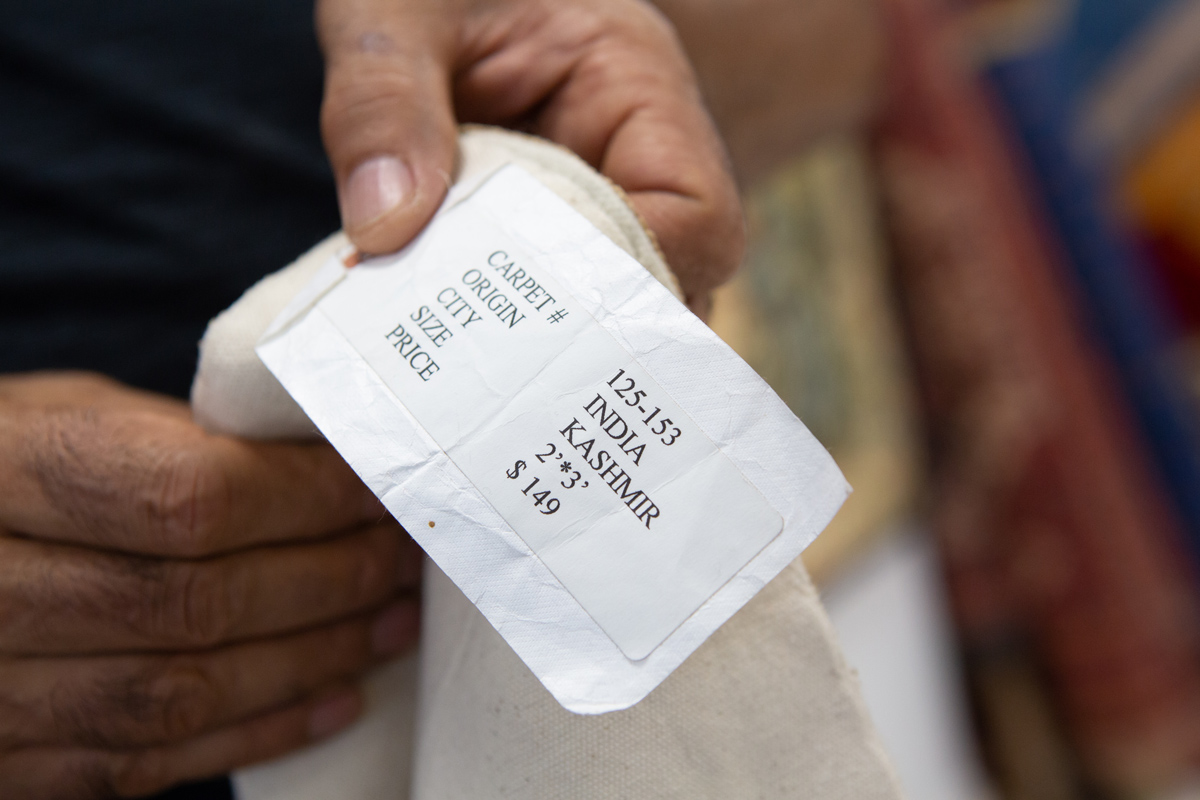 CARPET # 125-153
ORIGIN INDIA
CITY KASHMIR
SIZE 2'*3'
PRICE $ 149